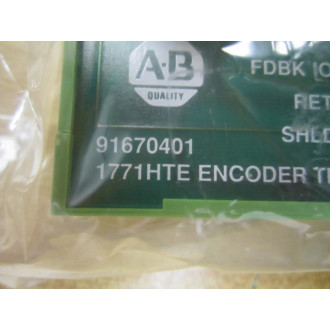 A-B
QUALITY
FDBK
RET
SHLD
91670401
1771HTE ENCODER